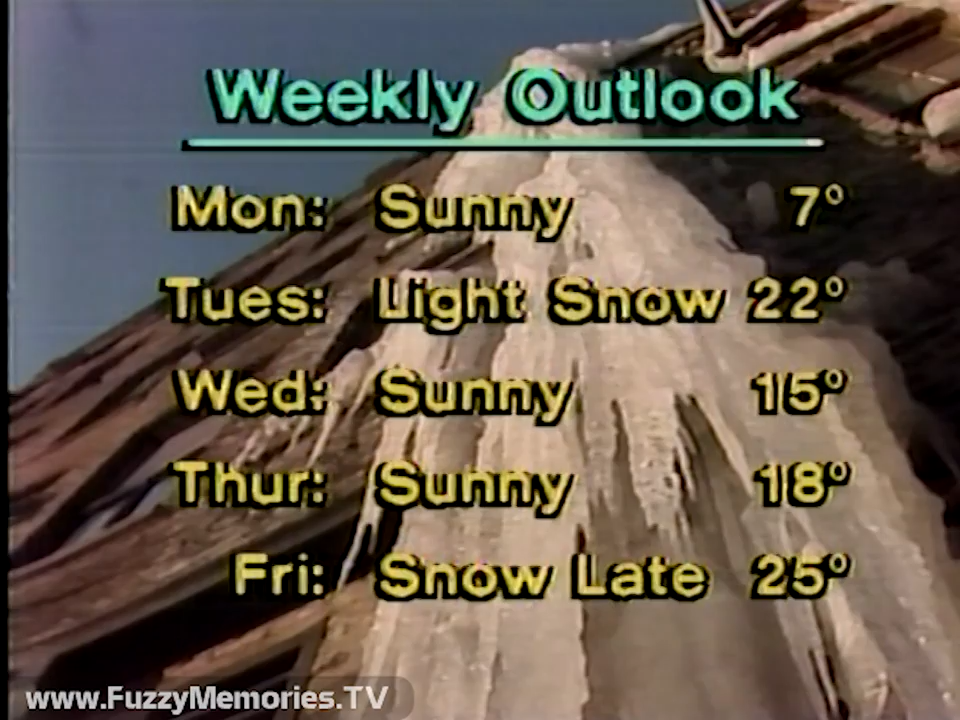 Weekly Outlook
Mon: Sunny 7°
Tues: Light Snow 22°
Wed: Sunny 15°
Thur: Sunny 18°
Fri: Snow Late 25°
www.FuzzyMemories.TV